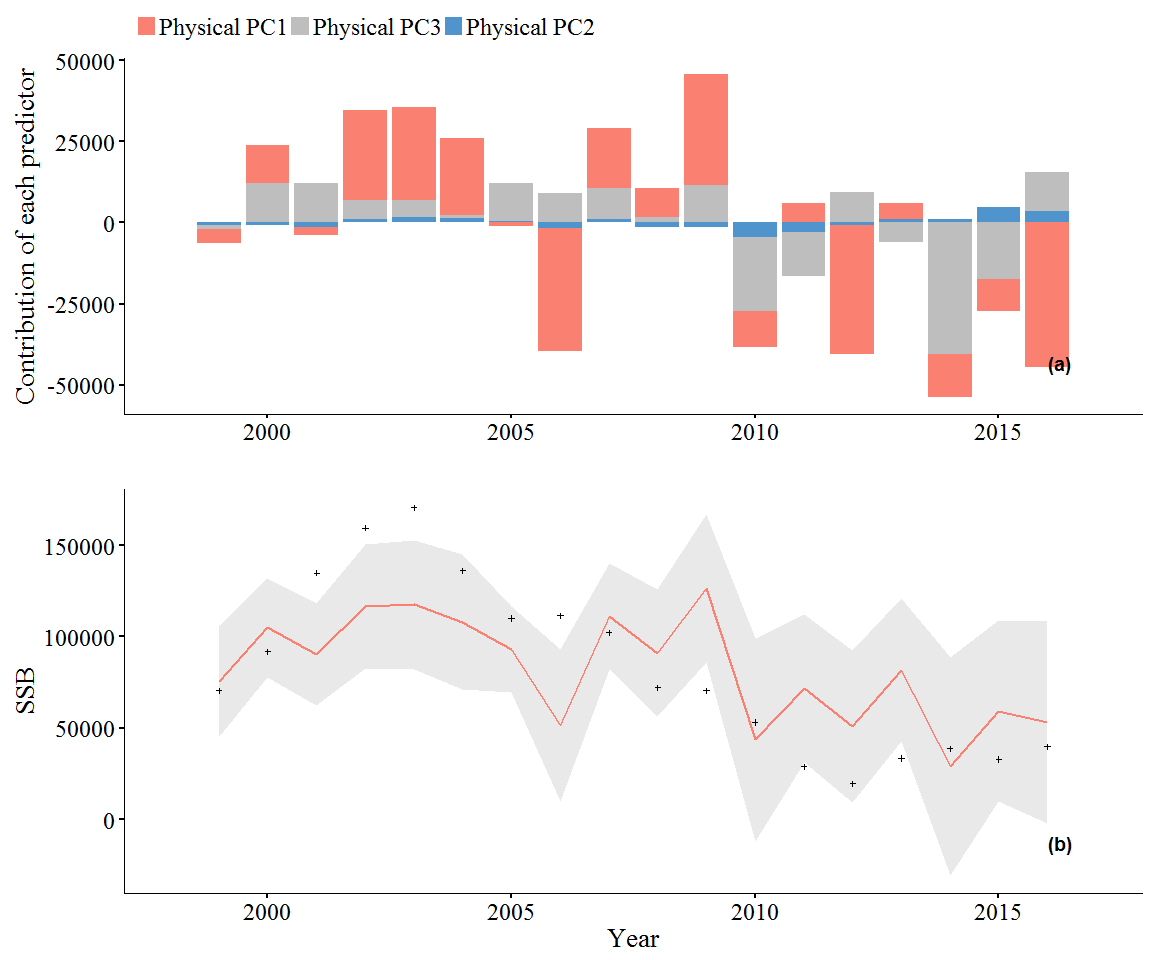 Physical PC1 Physical PC3 Physical PC2
Contribution of each predictor
50000
25000
0
-25000
-50000
(a)
2000 2005 2010 2015
SSB
150000
100000
50000
0
(b)
2000 2005 2010 2015
Year